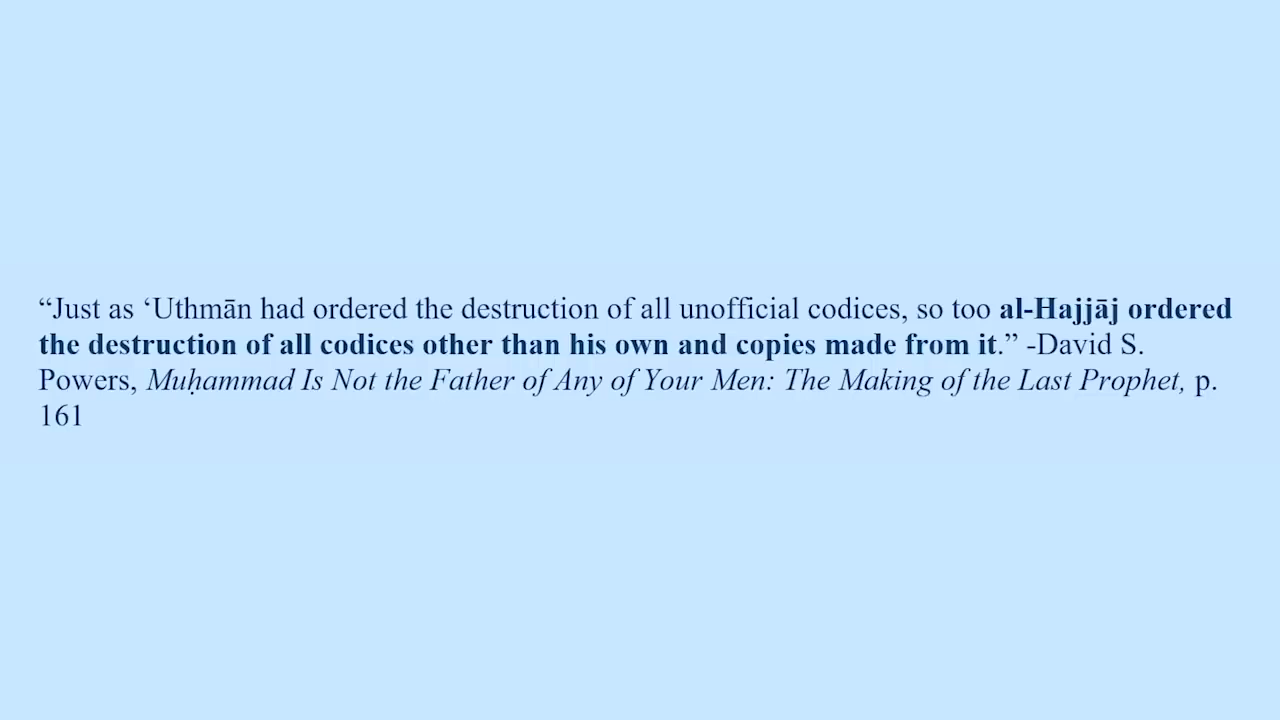 “Just as ‘Uthmān had ordered the destruction of all unofficial codices, so too al-Hajjāj ordered
the destruction of all codices other than his own and copies made from it.” -David S.
Powers, Muḥammad Is Not the Father of Any of Your Men: The Making of the Last Prophet, p.
161